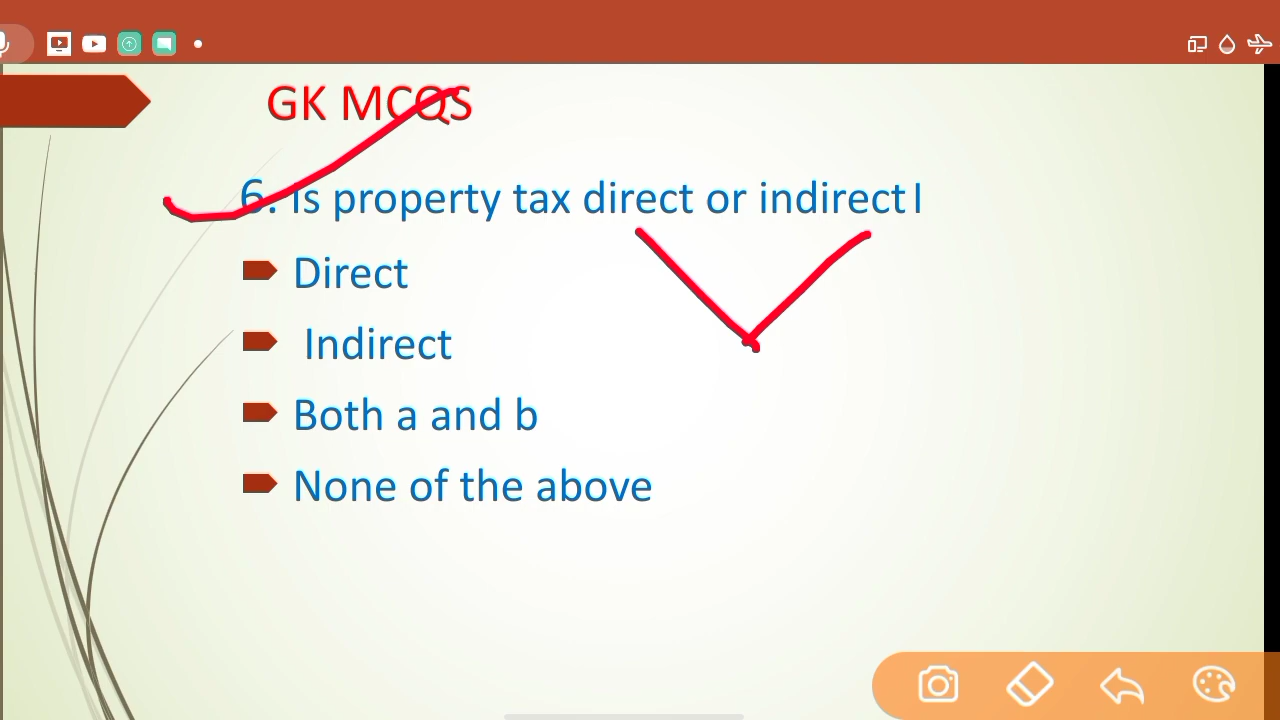 GK MCQS
6. Is property tax direct or indirect I
Direct
Indirect
Both a and b
None of the above